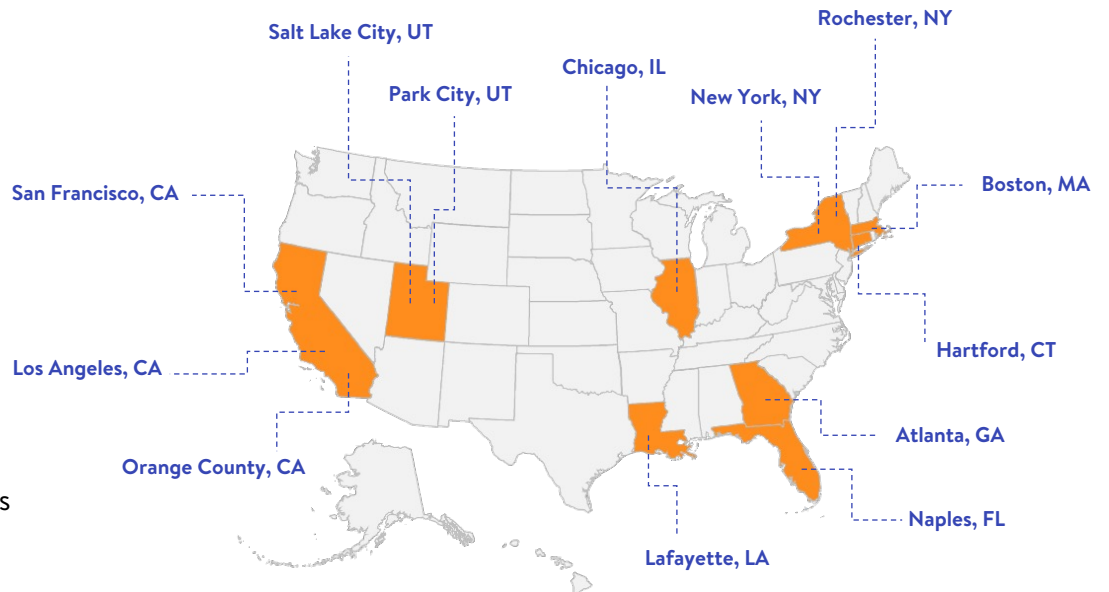 Rochester, NY
Salt Lake City, UT
Chicago, IL
Park City, UT
New York, NY
San Francisco, CA
Boston, MA
Hartford, CT
Los Angeles, CA
Atlanta, GA
Orange County, CA
s
Naples, FL
Lafayette, LA